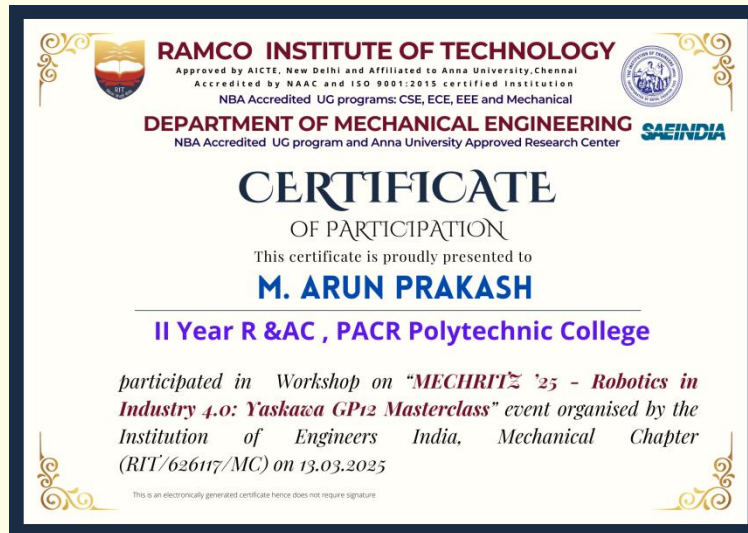 RAMCO INSTITUTE OF TECHNOLOGY
Approved by AICTE, New Delhi and Affiliated to Anna University,Chennai
Accredited by NAAC and ISO 9001:2015 certified Institution
NBA Accredited UG programs: CSE, ECE, EEE and Mechanical
DEPARTMENT OF MECHANICAL ENGINEERING
SAEINDIA
NBA Accredited UG program and Anna University Approved Research Center
RIT
CERTIFICATE
OF PARTICIPATION
This certificate is proudly presented to
M. ARUN PRAKASH
II Year R &AC , PACR Polytechnic College
participated in Workshop on “MECHRITZ ’25 - Robotics in
Industry 4.0: Yaskawa GP12 Masterclass” event organised by the
Institution of Engineers India, Mechanical Chapter
(RIT/626117/MC) on 13.03.2025
This is an electronically generated certificate hence does not require signature